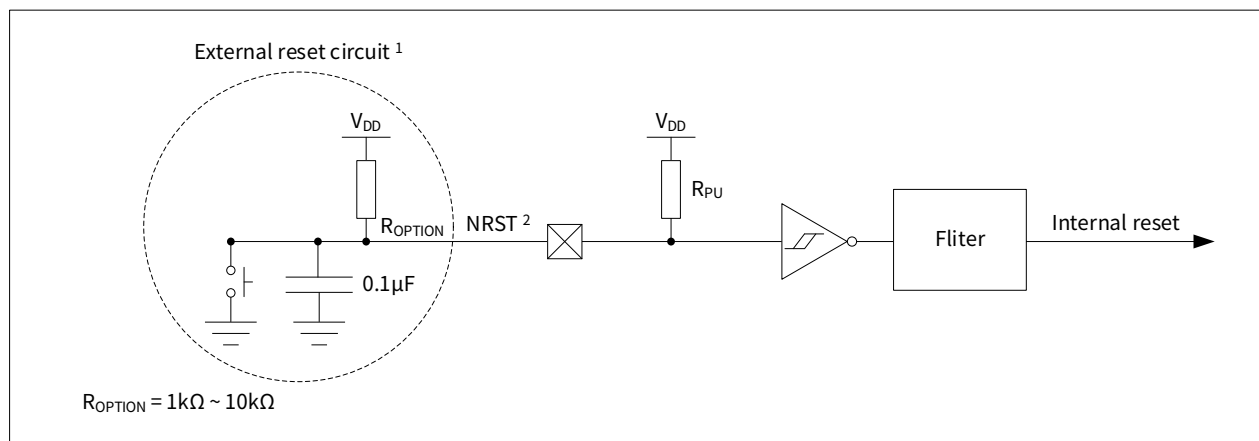 External reset circuit 1
VDD
VDD
ROPTION
NRST 2
RPU
Fliter
Internal reset
0.1μF
ROPTION = 1kΩ ~ 10kΩ